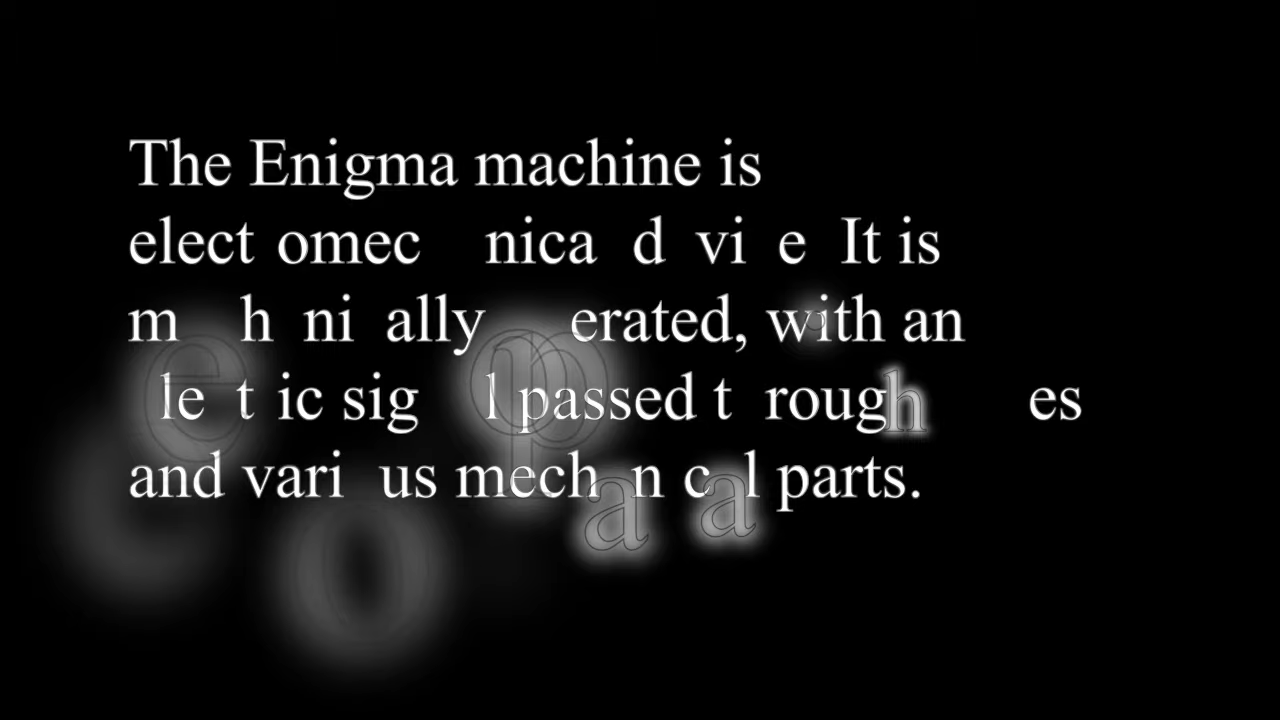 The Enigma machine is
elect omec nica d vi e It is
m h ni ally erated, with an
le t ic sig l passed t rough es
and vari us mech n c l parts.